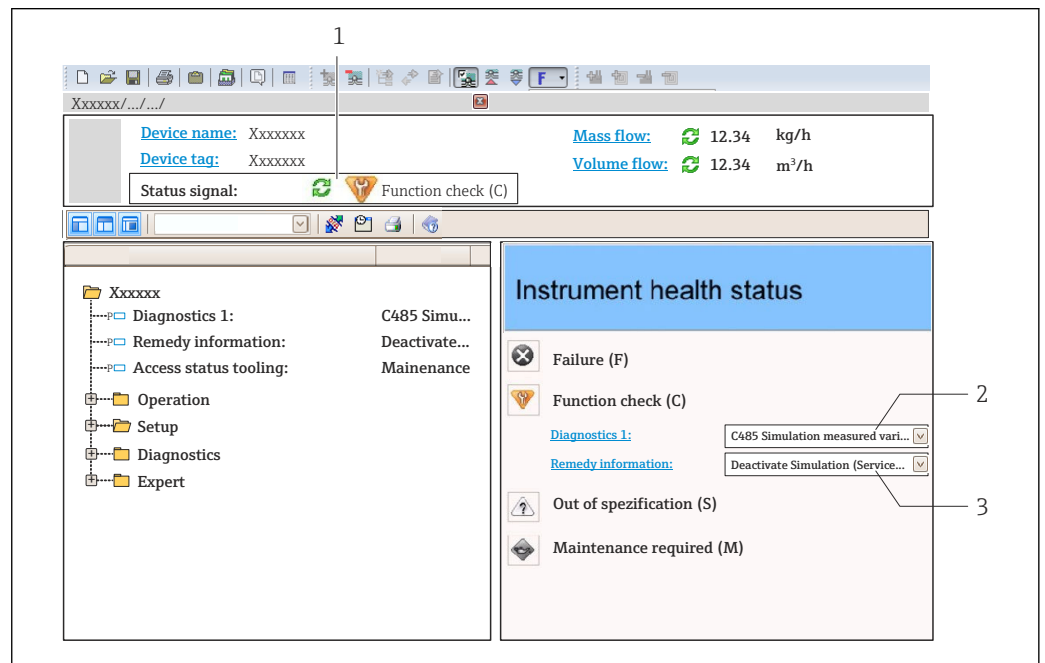 1
F
Xxxxxx/.../.../
Device name: Xxxxxxx
Mass flow: 12.34 kg/h
Device tag: Xxxxxxx
Volume flow: 12.34 m³/h
Status signal: Function check (C)
Xxxxxx
Diagnostics 1: C485 Simu...
Remedy information: Deactivate...
Access status tooling: Mainenance
Operation
Setup
Diagnostics
Expert
Instrument health status
Failure (F)
Function check (C)
2
Diagnostics 1: C485 Simulation measured vari...
Remedy information: Deactivate Simulation (Service...
Out of spezification (S)
3
Maintenance required (M)